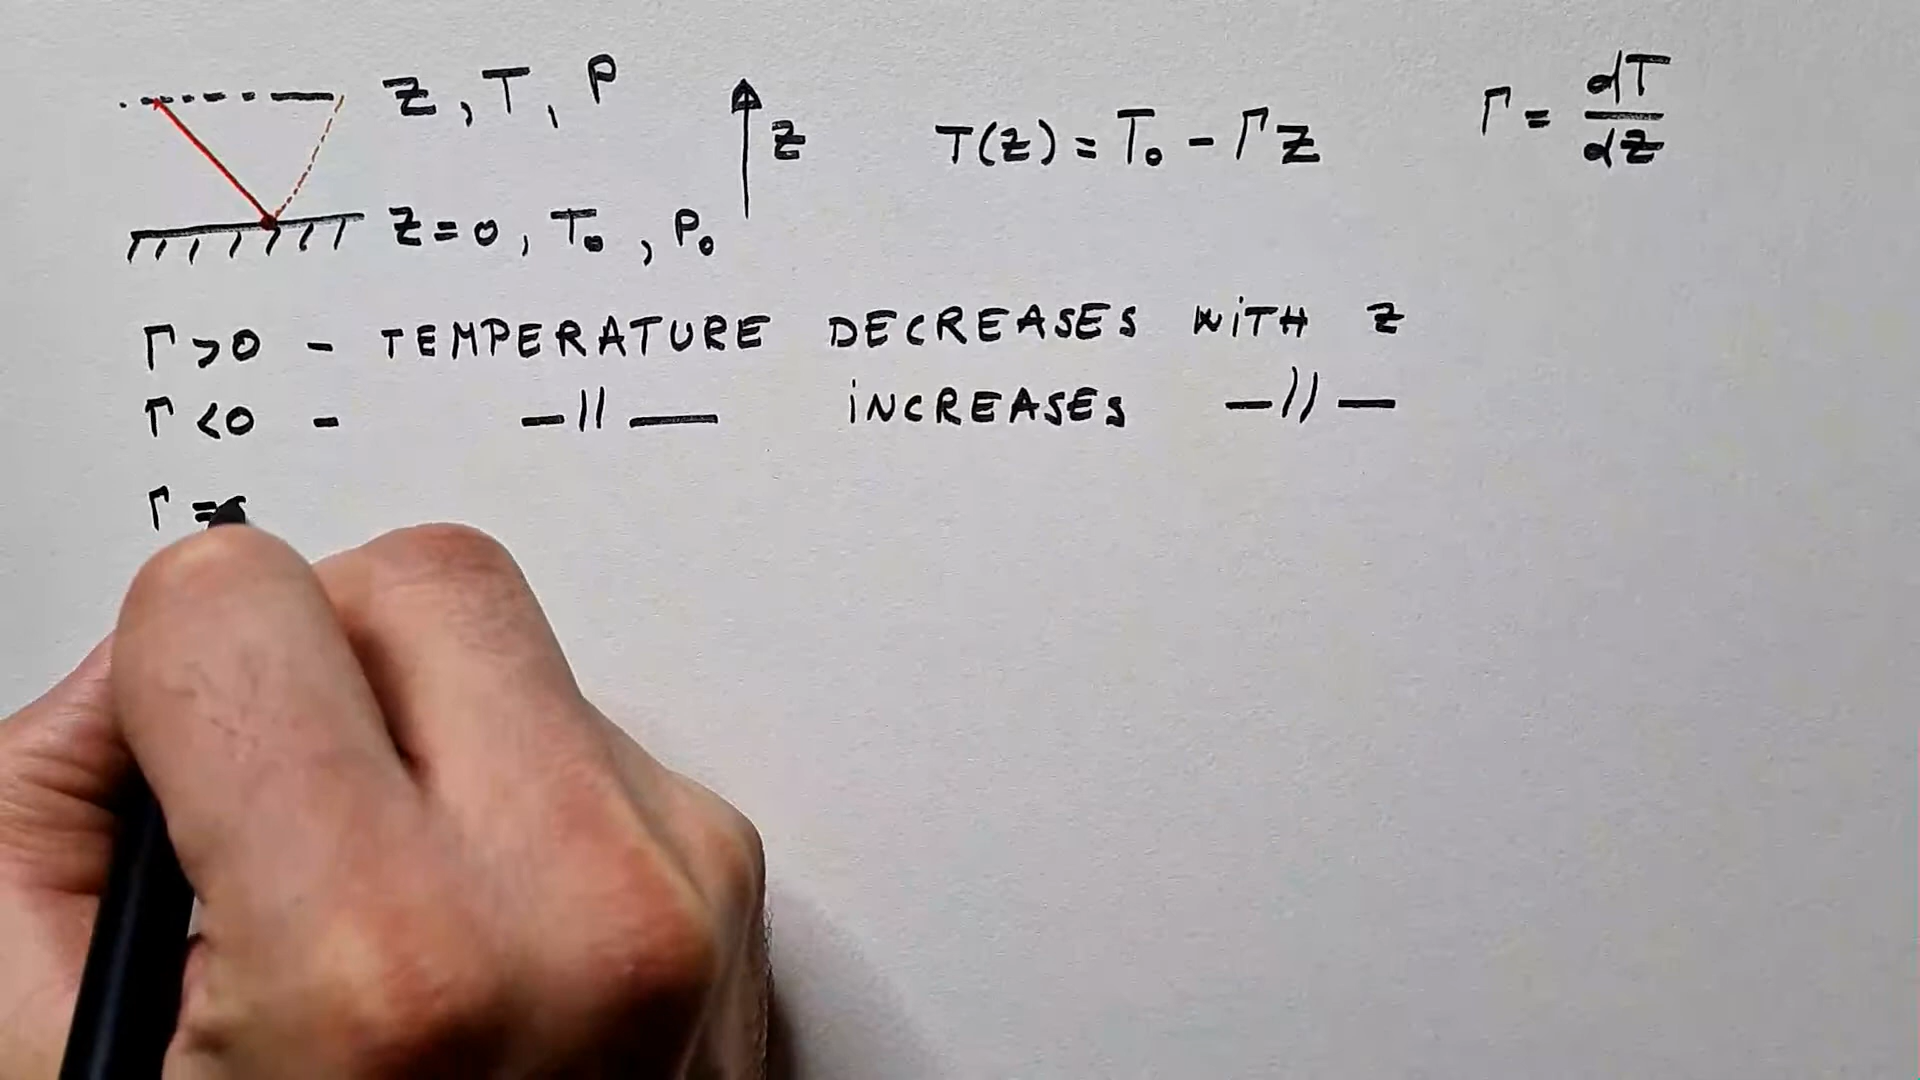 Z, T, P
Z
T(Z) = T₀ - ΓZ
Γ = dT/dZ
Z=0, T₀, P₀
Γ>0 - TEMPERATURE DECREASES WITH Z
Γ<0 - -//- INCREASES -//-
Γ =